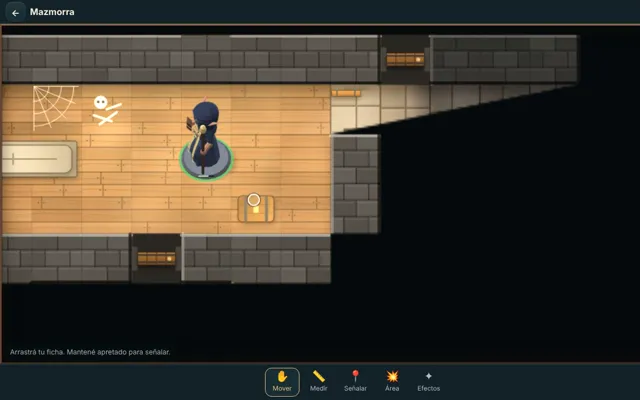 Mazmorra
Arrastrá tu ficha. Mantené apretado para señalar.
Mover
Medir
Señalar
Área
Efectos